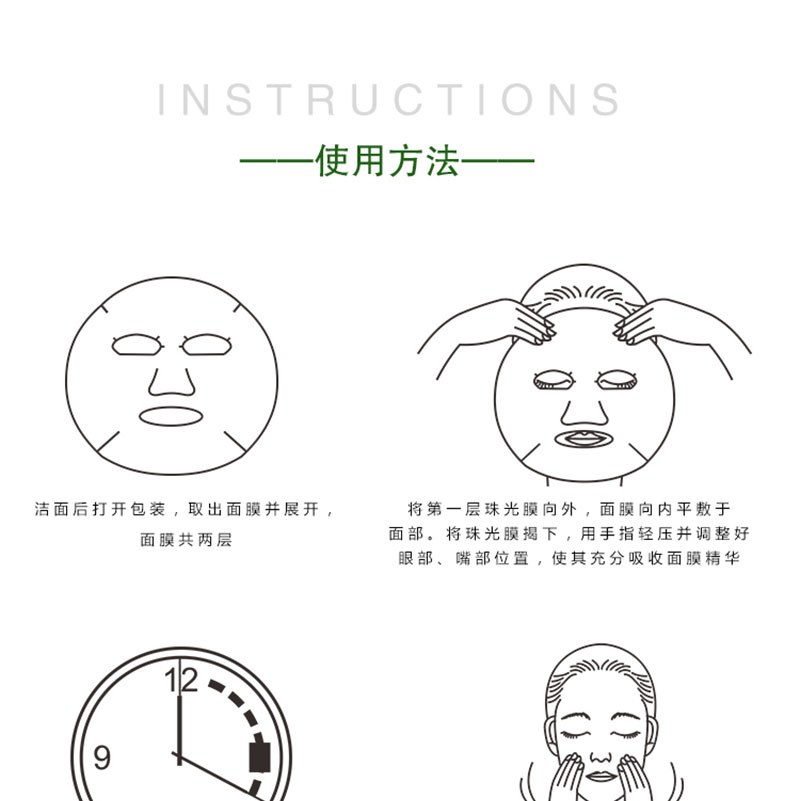 INSTRUCTIONS
——使用方法——
洁面后打开包装，取出面膜并展开，
面膜共两层
将第一层珠光膜向外，面膜向内平敷于
面部。将珠光膜揭下，用手指轻压并调整好
眼部、嘴部位置，使其充分吸收面膜精华
12
9